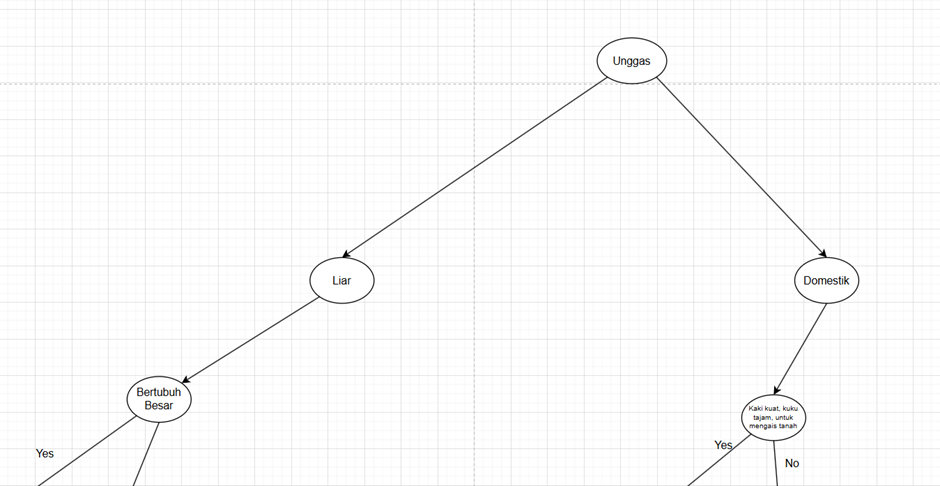 Unggas
Liar
Domestik
Bertubuh
Besar
Kaki kuat, kuku
tajam, untuk
mengais tanah
Yes
Yes
No